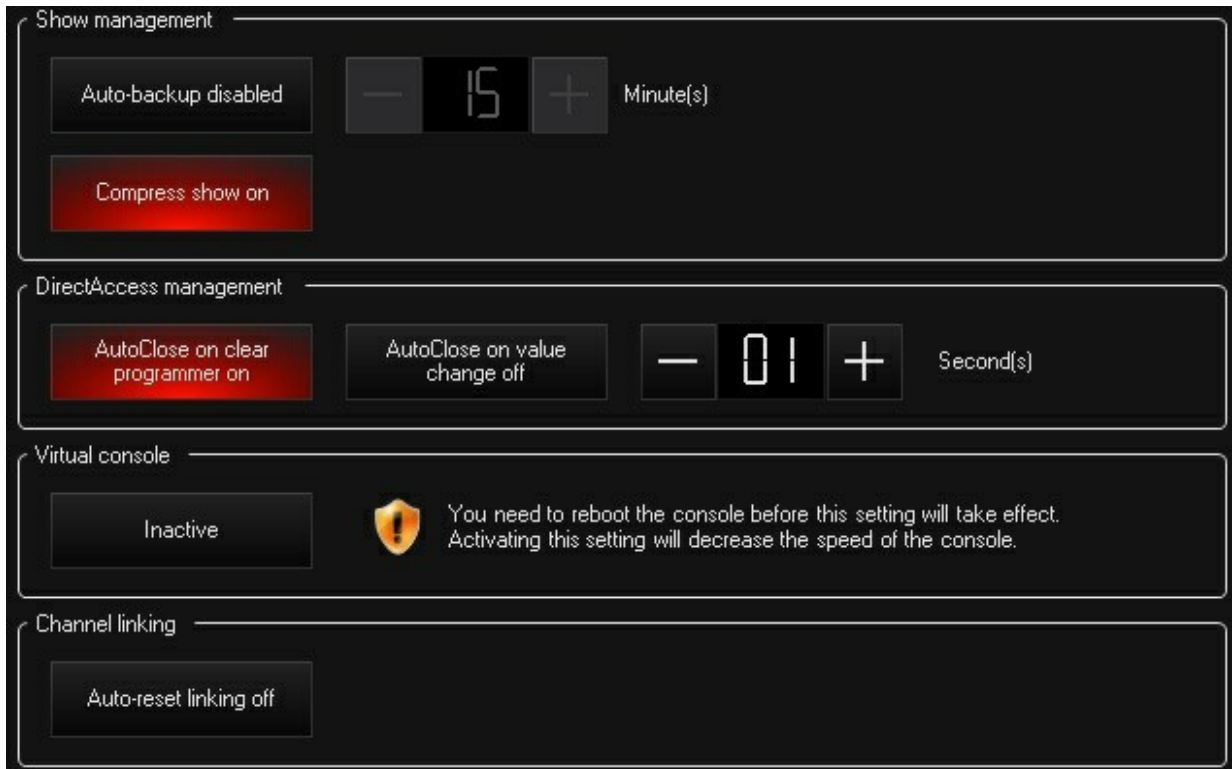 Show management
Auto-backup disabled
— 15 + Minute(s)
Compress show on
DirectAccess management
AutoClose on clear
programmer on
AutoClose on value
change off
— 01 + Second(s)
Virtual console
Inactive
You need to reboot the console before this setting will take effect.
Activating this setting will decrease the speed of the console.
Channel linking
Auto-reset linking off